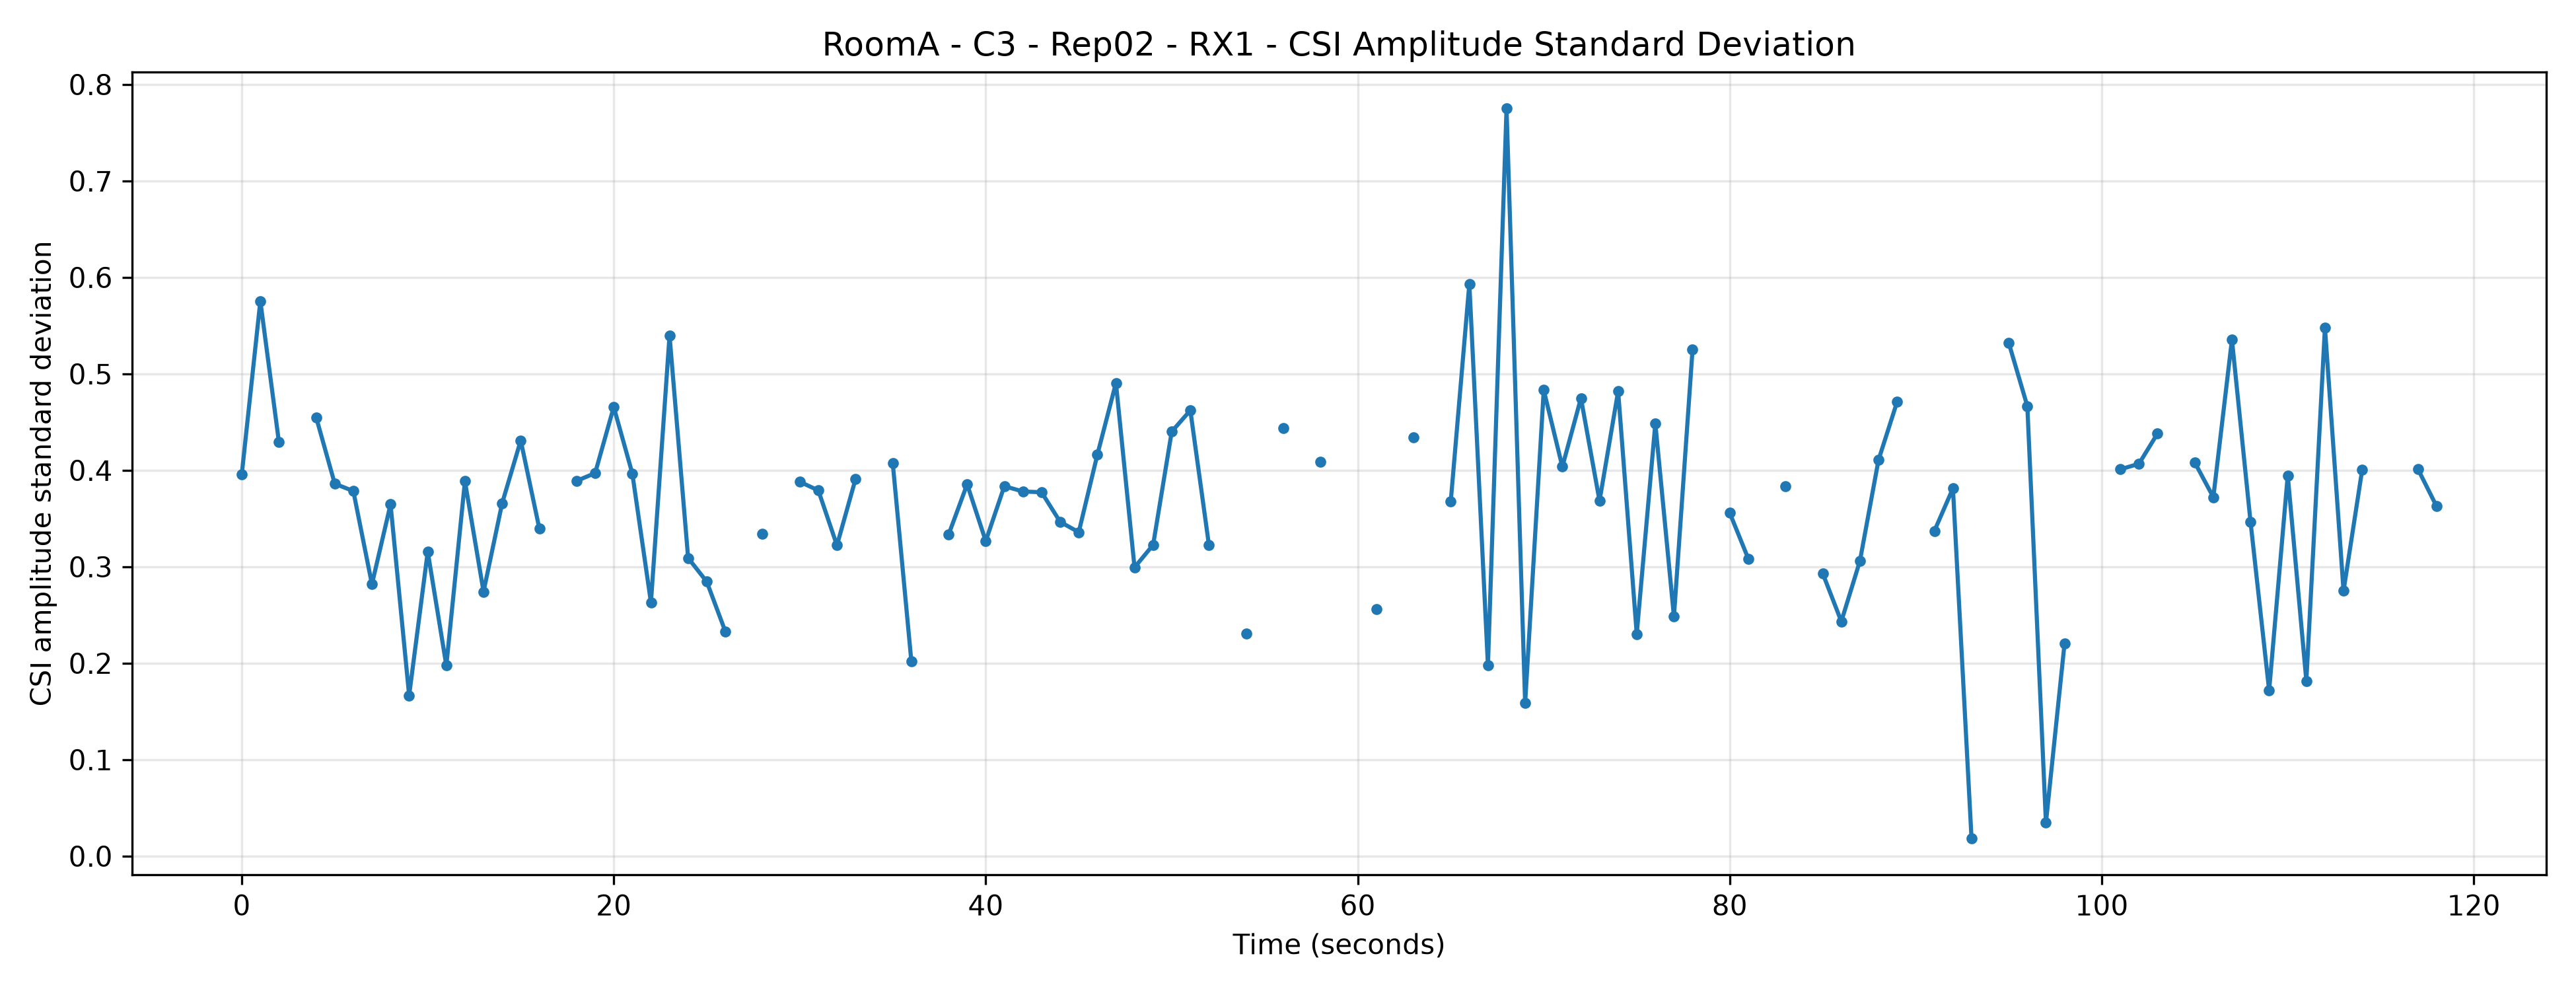 RoomA - C3 - Rep02 - RX1 - CSI Amplitude Standard Deviation
CSI amplitude standard deviation
0.8
0.7
0.6
0.5
0.4
0.3
0.2
0.1
0.0
0 20 40 60 80 100 120
Time (seconds)